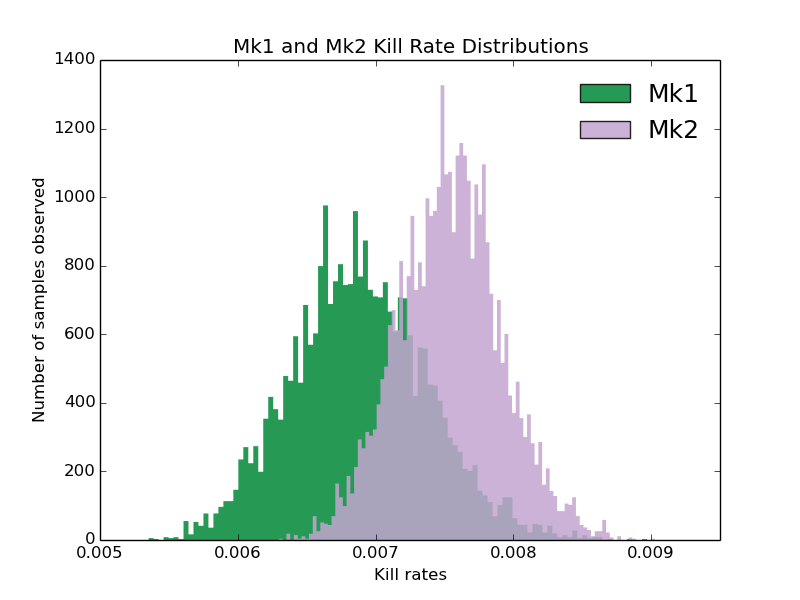 Mk1 and Mk2 Kill Rate Distributions
1400
1200
1000
800
600
400
200
0
Number of samples observed
Mk1
Mk2
0.005
0.006
0.007
0.008
0.009
Kill rates